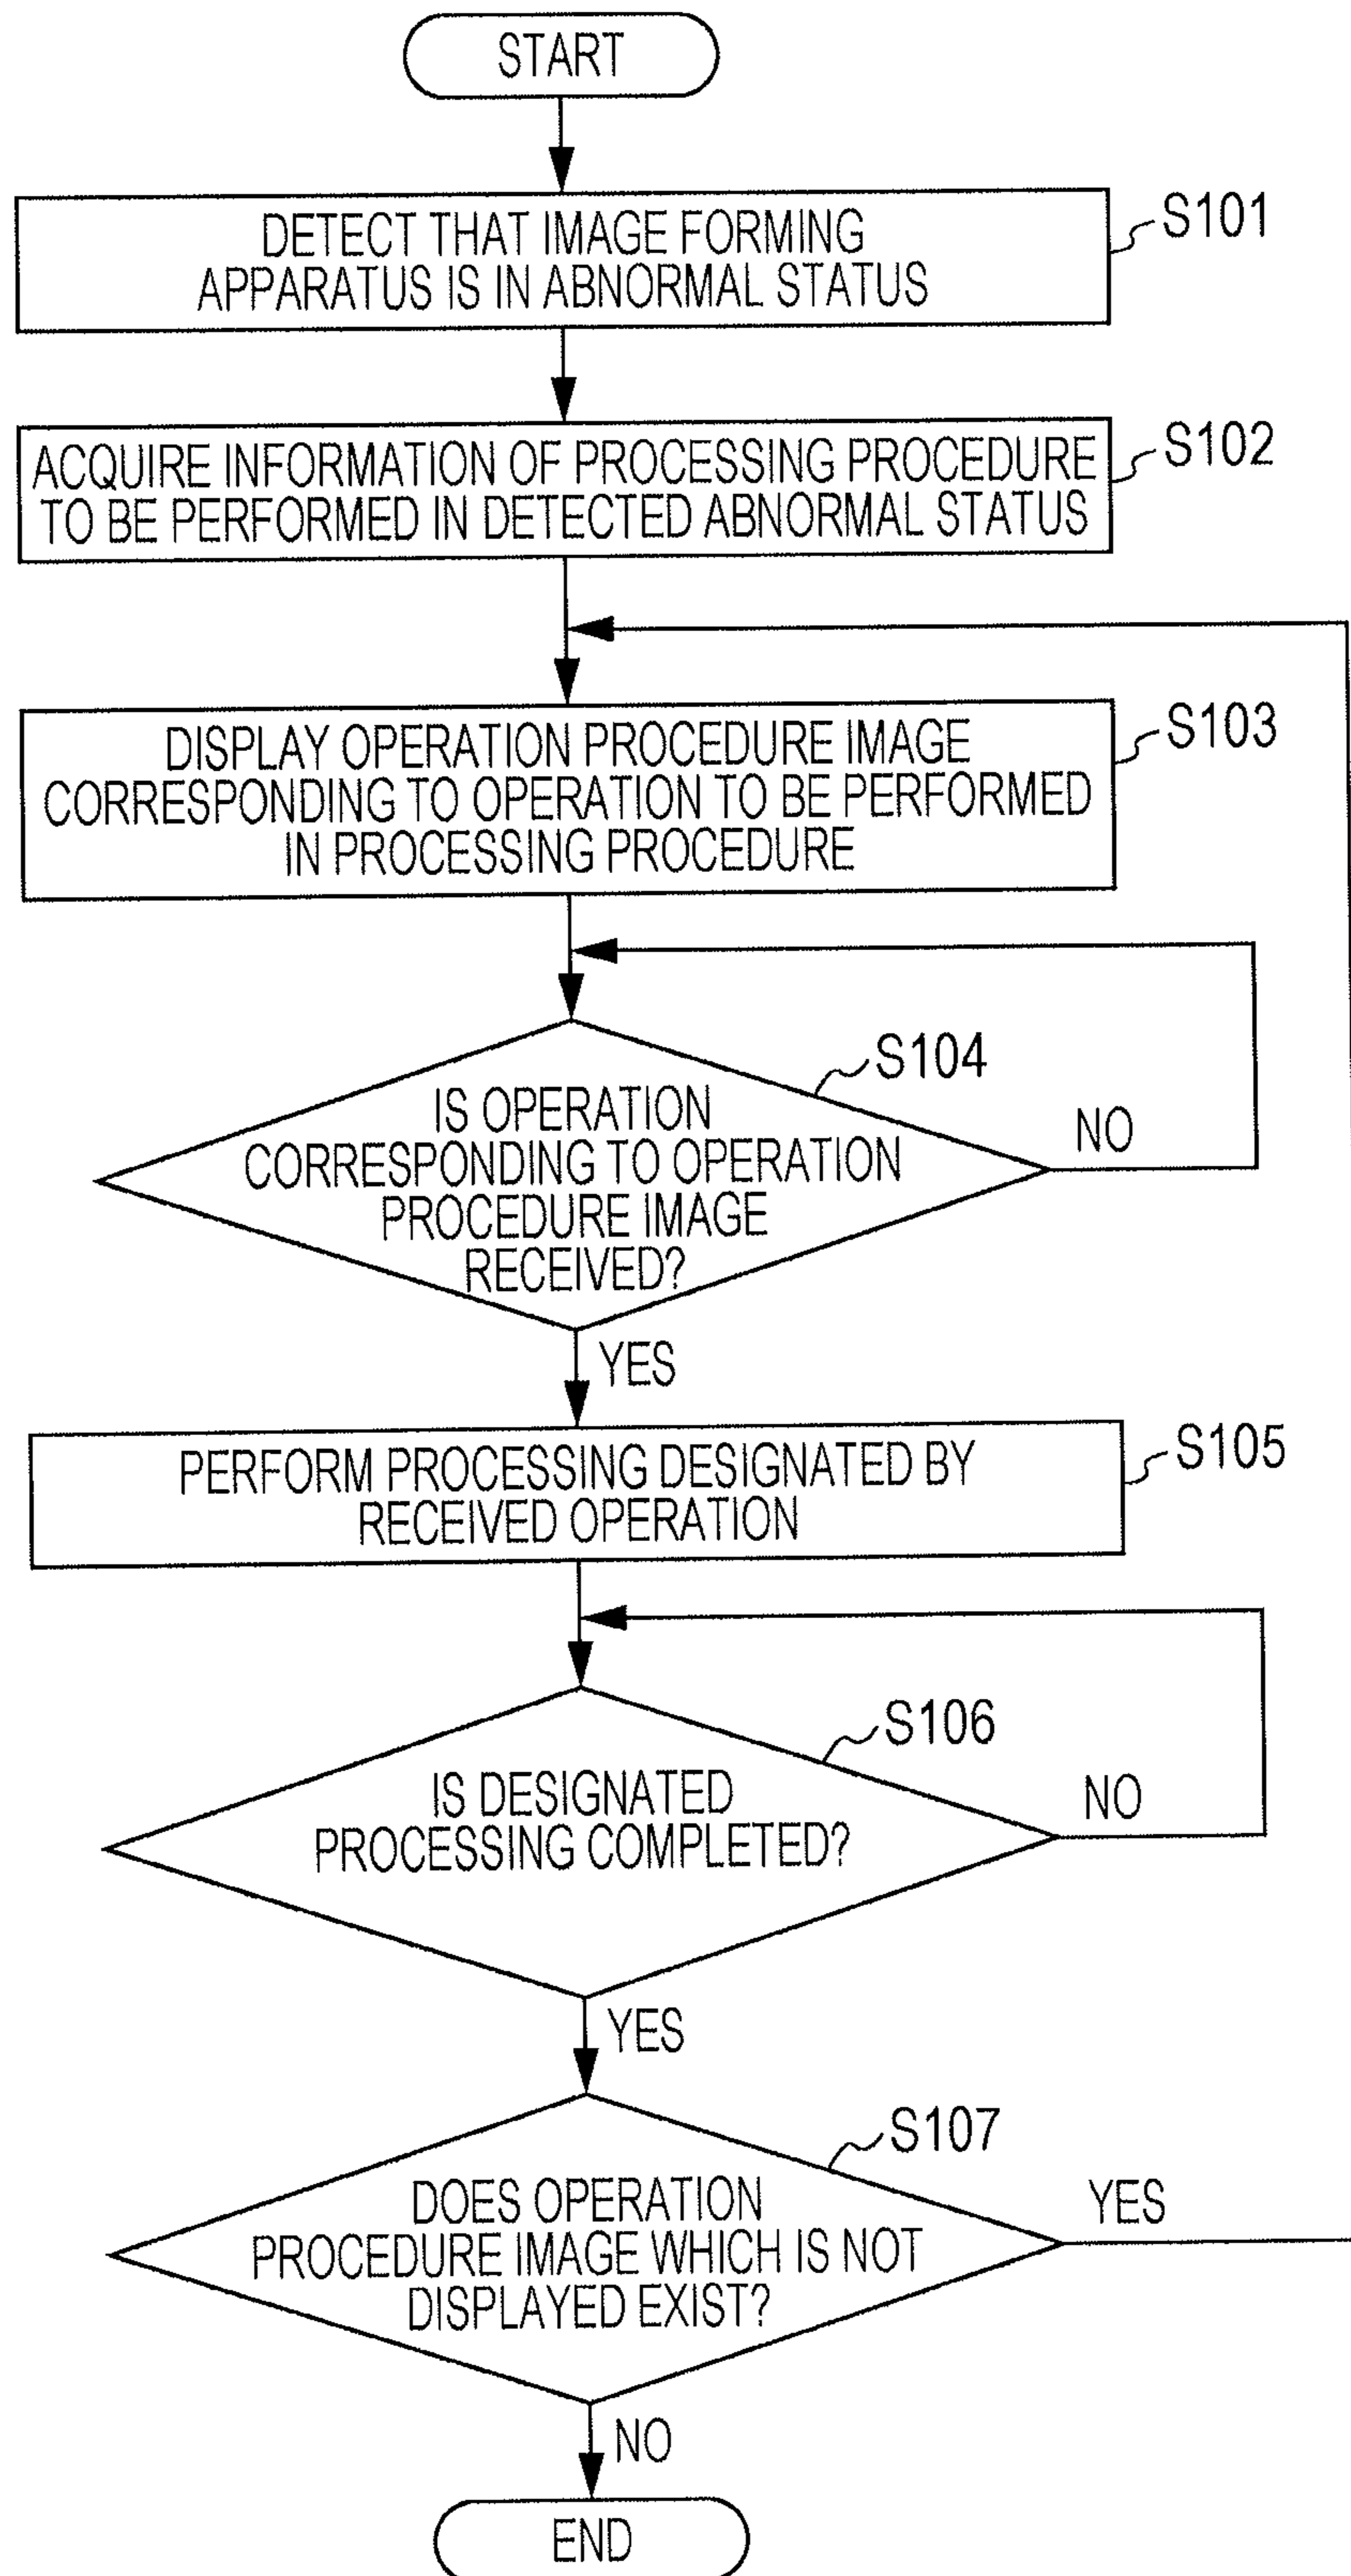 START
DETECT THAT IMAGE FORMING
APPARATUS IS IN ABNORMAL STATUS
S101
ACQUIRE INFORMATION OF PROCESSING PROCEDURE
TO BE PERFORMED IN DETECTED ABNORMAL STATUS
S102
DISPLAY OPERATION PROCEDURE IMAGE
CORRESPONDING TO OPERATION TO BE PERFORMED
IN PROCESSING PROCEDURE
S103
S104
IS OPERATION
CORRESPONDING TO OPERATION
PROCEDURE IMAGE
RECEIVED?
NO
YES
PERFORM PROCESSING DESIGNATED BY
RECEIVED OPERATION
S105
S106
IS DESIGNATED
PROCESSING COMPLETED?
NO
YES
S107
DOES OPERATION
PROCEDURE IMAGE WHICH IS NOT
DISPLAYED EXIST?
YES
NO
END